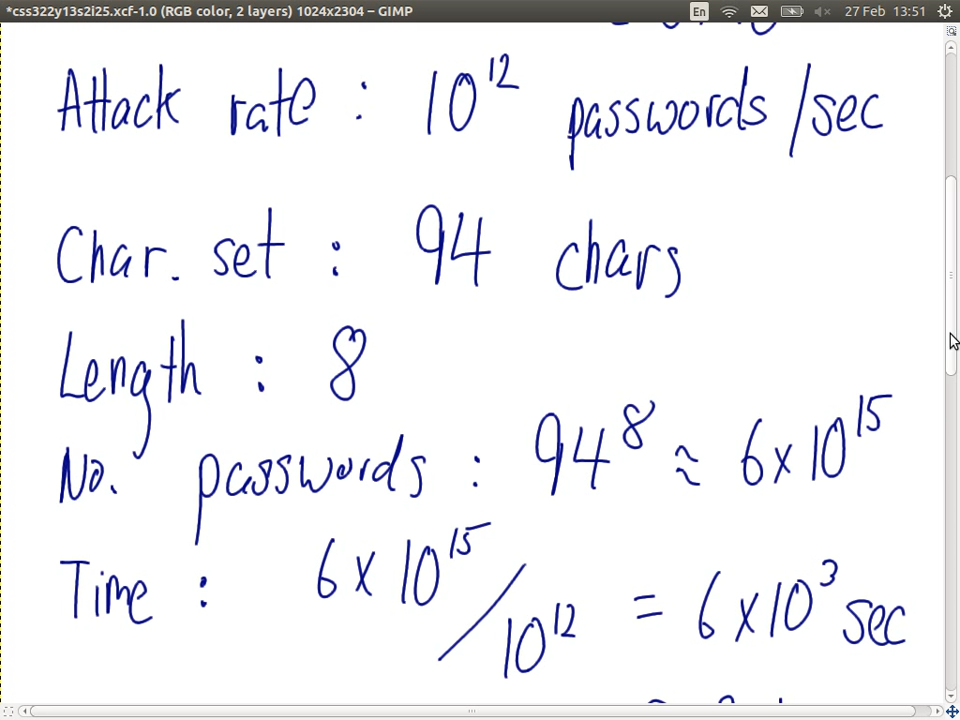 *css322y13s2i25.xcf-1.0 (RGB color, 2 layers) 1024x2304 – GIMP En 27 Feb 13:51
Attack rate : 10^12 passwords/sec
Char. set : 94 chars
Length : 8
No. passwords : 94^8 ≈ 6x10^15
Time : 6x10^15/10^12 = 6x10^3 sec